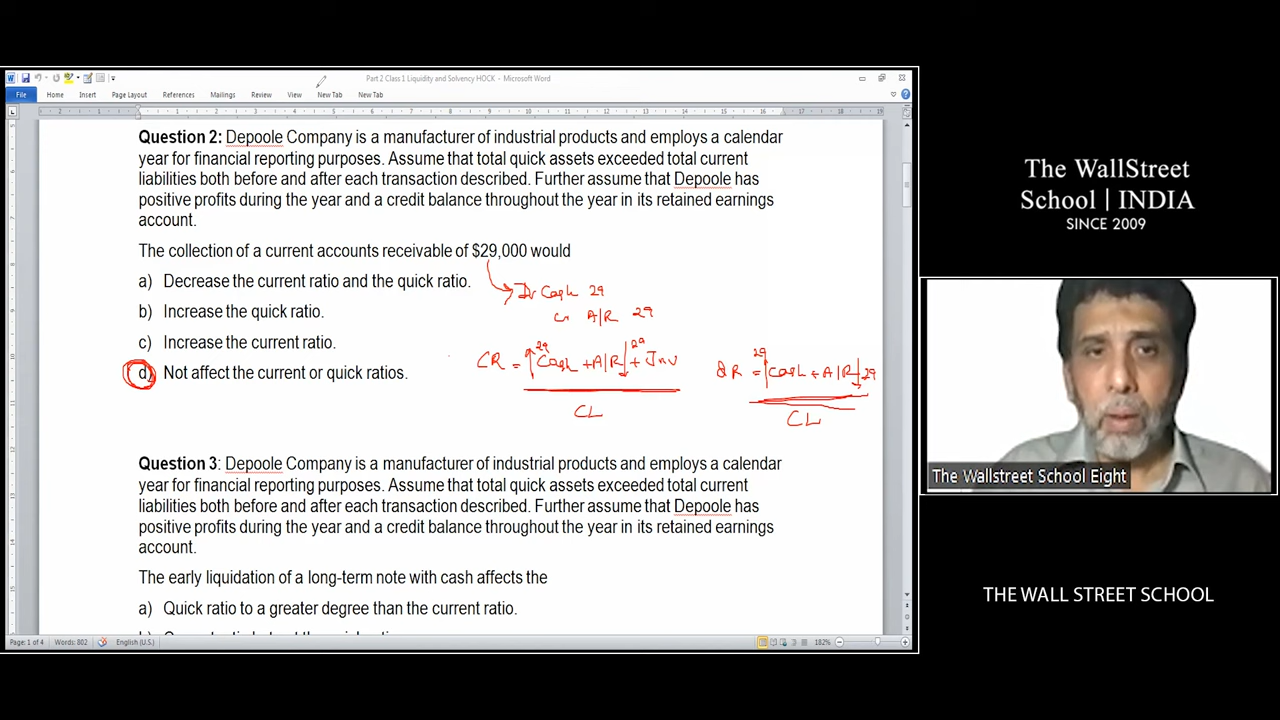 Part 2 Class 1 Liquidity and Solvency HOCK - Microsoft Word
File Home Insert Page Layout References Mailings Review View New Tab New Tab
Question 2: Depoole Company is a manufacturer of industrial products and employs a calendar
year for financial reporting purposes. Assume that total quick assets exceeded total current
liabilities both before and after each transaction described. Further assume that Depoole has
positive profits during the year and a credit balance throughout the year in its retained earnings
account.
The collection of a current accounts receivable of $29,000 would
a) Decrease the current ratio and the quick ratio.
Dr Cash 29
b) Increase the quick ratio.
Cr A/R 29
c) Increase the current ratio.
29 29
CR = Cash + A/R + Inv
CL
29
QR = Cash + A/R 29
CL
d) Not affect the current or quick ratios.
Question 3: Depoole Company is a manufacturer of industrial products and employs a calendar
year for financial reporting purposes. Assume that total quick assets exceeded total current
liabilities both before and after each transaction described. Further assume that Depoole has
positive profits during the year and a credit balance throughout the year in its retained earnings
account.
The early liquidation of a long-term note with cash affects the
a) Quick ratio to a greater degree than the current ratio.
Page: 1 of 4 Words: 802 English (U.S.) 182%
The WallStreet
School | INDIA
SINCE 2009
The Wallstreet School Eight
THE WALL STREET SCHOOL